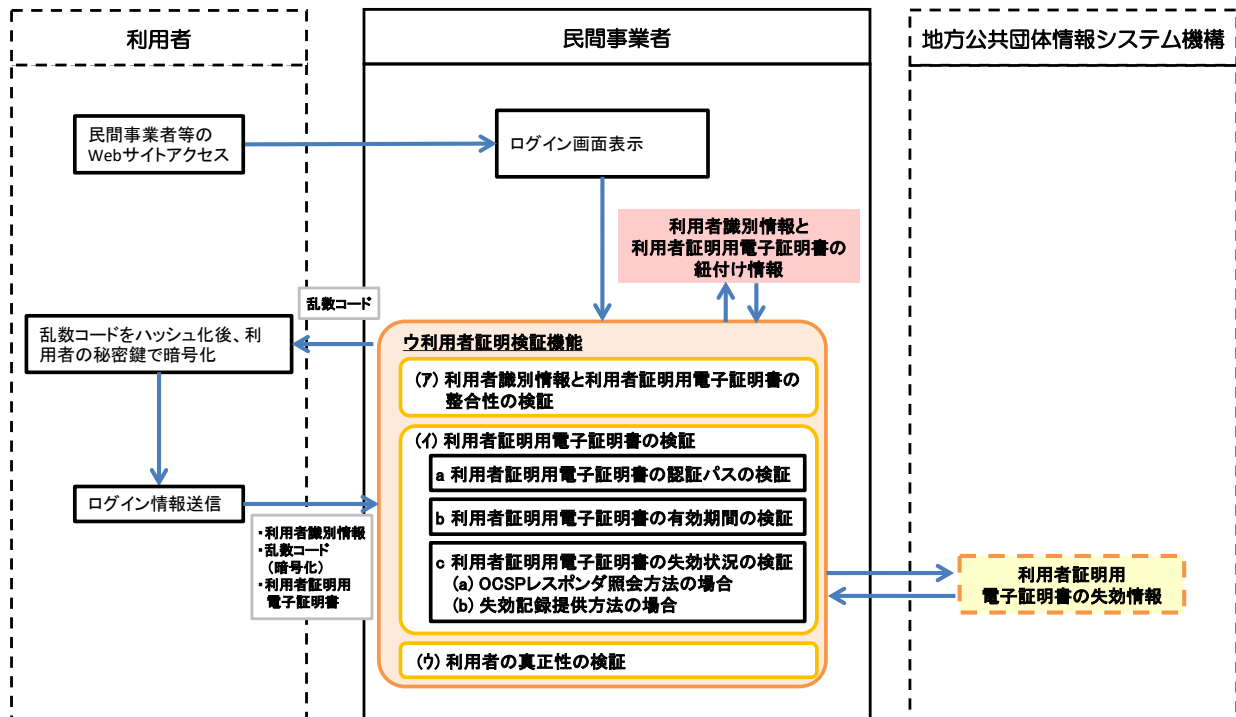 利用者
民間事業者
地方公共団体情報システム機構
民間事業者等の
Webサイトアクセス
ログイン画面表示
利用者識別情報と
利用者証明用電子証明書の
紐付け情報
乱数コード
乱数コードをハッシュ化後、利
用者の秘密鍵で暗号化
ウ利用者証明検証機能
(ア) 利用者識別情報と利用者証明用電子証明書の
整合性の検証
(イ) 利用者証明用電子証明書の検証
a 利用者証明用電子証明書の認証パスの検証
ログイン情報送信
b 利用者証明用電子証明書の有効期間の検証
・利用者識別情報
・乱数コード
(暗号化)
・利用者証明用
電子証明書
c 利用者証明用電子証明書の失効状況の検証
(a) OCSPレスポンダ照会方法の場合
(b) 失効記録提供方法の場合
利用者証明用
電子証明書の失効情報
(ウ) 利用者の真正性の検証